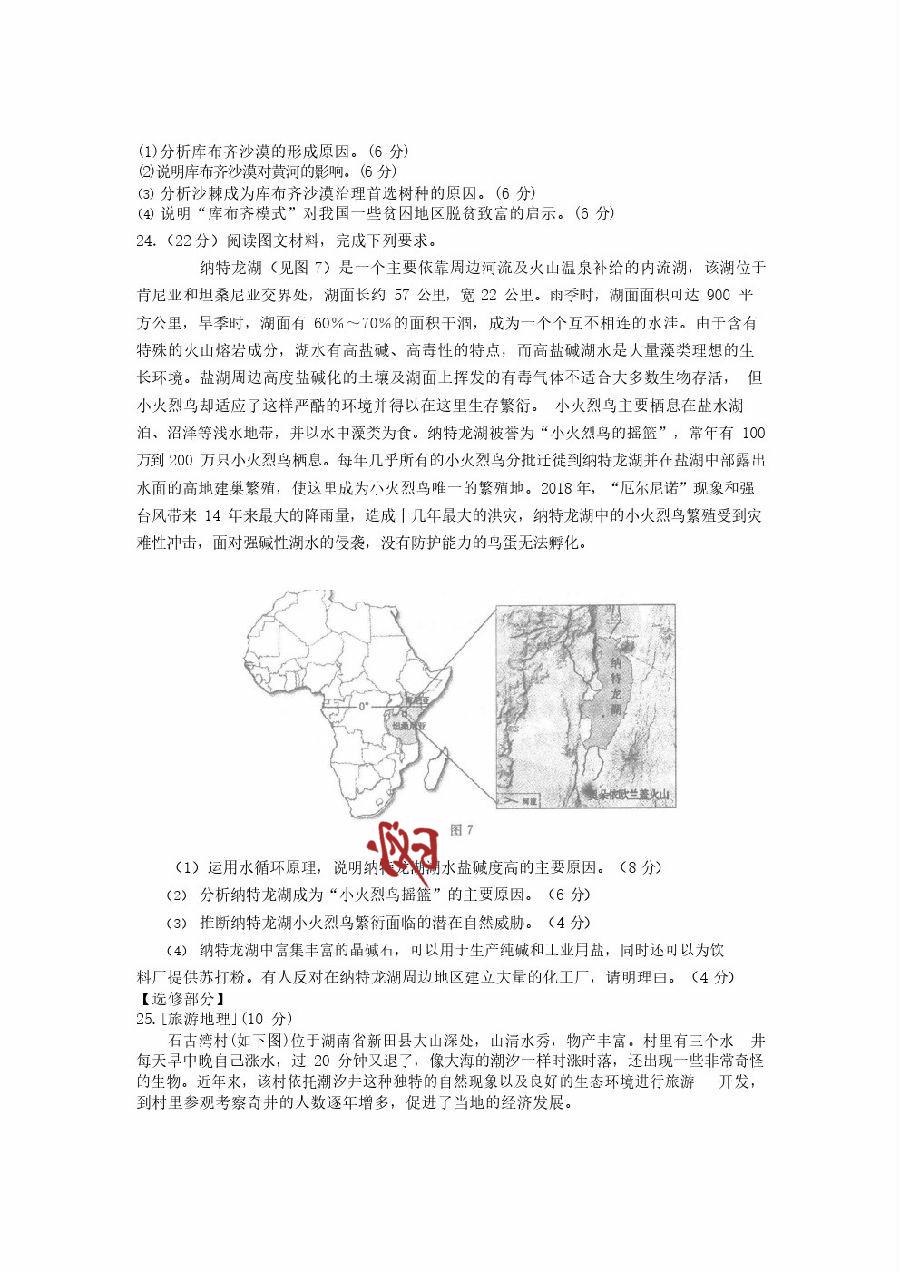 (1)分析库布齐沙漠的形成原因。(6 分)
(2)说明库布齐沙漠对黄河的影响。(6 分)
(3) 分析沙棘成为库布齐沙漠治理首选树种的原因。(6 分)
(4) 说明“库布齐模式”对我国一些贫困地区脱贫致富的启示。(6 分)
24.（22 分）阅读图文材料，完成下列要求。
纳特龙湖（见图 7）是一个主要依靠周边河流及火山温泉补给的内流湖，该湖位于
肯尼亚和坦桑尼亚交界处，湖面长约 57 公里，宽 22 公里。雨季时，湖面面积可达 900 平
方公里，旱季时，湖面有 60%～70%的面积干涸，成为一个个互不相连的水洼。由于含有
特殊的火山熔岩成分，湖水有高盐碱、高毒性的特点，而高盐碱湖水是大量藻类理想的生
长环境。盐湖周边高度盐碱化的土壤及湖面上挥发的有毒气体不适合大多数生物存活， 但
小火烈鸟却适应了这样严酷的环境并得以在这里生存繁衍。 小火烈鸟主要栖息在盐水湖
泊、沼泽等浅水地带，并以水中藻类为食。纳特龙湖被誉为“小火烈鸟的摇篮”，常年有 100
万到 200 万只小火烈鸟栖息。每年几乎所有的小火烈鸟分批迁徙到纳特龙湖并在盐湖中部露出
水面的高地建巢繁殖，使这里成为小火烈鸟唯一的繁殖地。2018 年，“厄尔尼诺”现象和强
台风带来 14 年来最大的降雨量，造成十几年最大的洪灾，纳特龙湖中的小火烈鸟繁殖受到灾
难性冲击，面对强碱性湖水的侵袭，没有防护能力的鸟蛋无法孵化。
0°
坦桑尼亚
纳特龙湖
河流
图 7
（1）运用水循环原理，说明纳特龙湖湖水盐碱度高的主要原因。（8 分）
（2） 分析纳特龙湖成为“小火烈鸟摇篮”的主要原因。（6 分）
（3） 推断纳特龙湖小火烈鸟繁衍面临的潜在自然威胁。（4 分）
（4） 纳特龙湖中富集丰富的晶碱石，可以用于生产纯碱和工业用盐，同时还可以为饮
料厂提供苏打粉。有人反对在纳特龙湖周边地区建立大量的化工厂，请明理由。（4 分）
【选修部分】
25.[旅游地理](10 分)
石古湾村(如下图)位于湖南省新田县大山深处，山清水秀，物产丰富。村里有三个水 井
每天早中晚自己涨水，过 20 分钟又退了，像大海的潮汐一样时涨时落，还出现一些非常奇怪
的生物。近年来，该村依托潮汐井这种独特的自然现象以及良好的生态环境进行旅游 开发，
到村里参观考察奇井的人数逐年增多，促进了当地的经济发展。